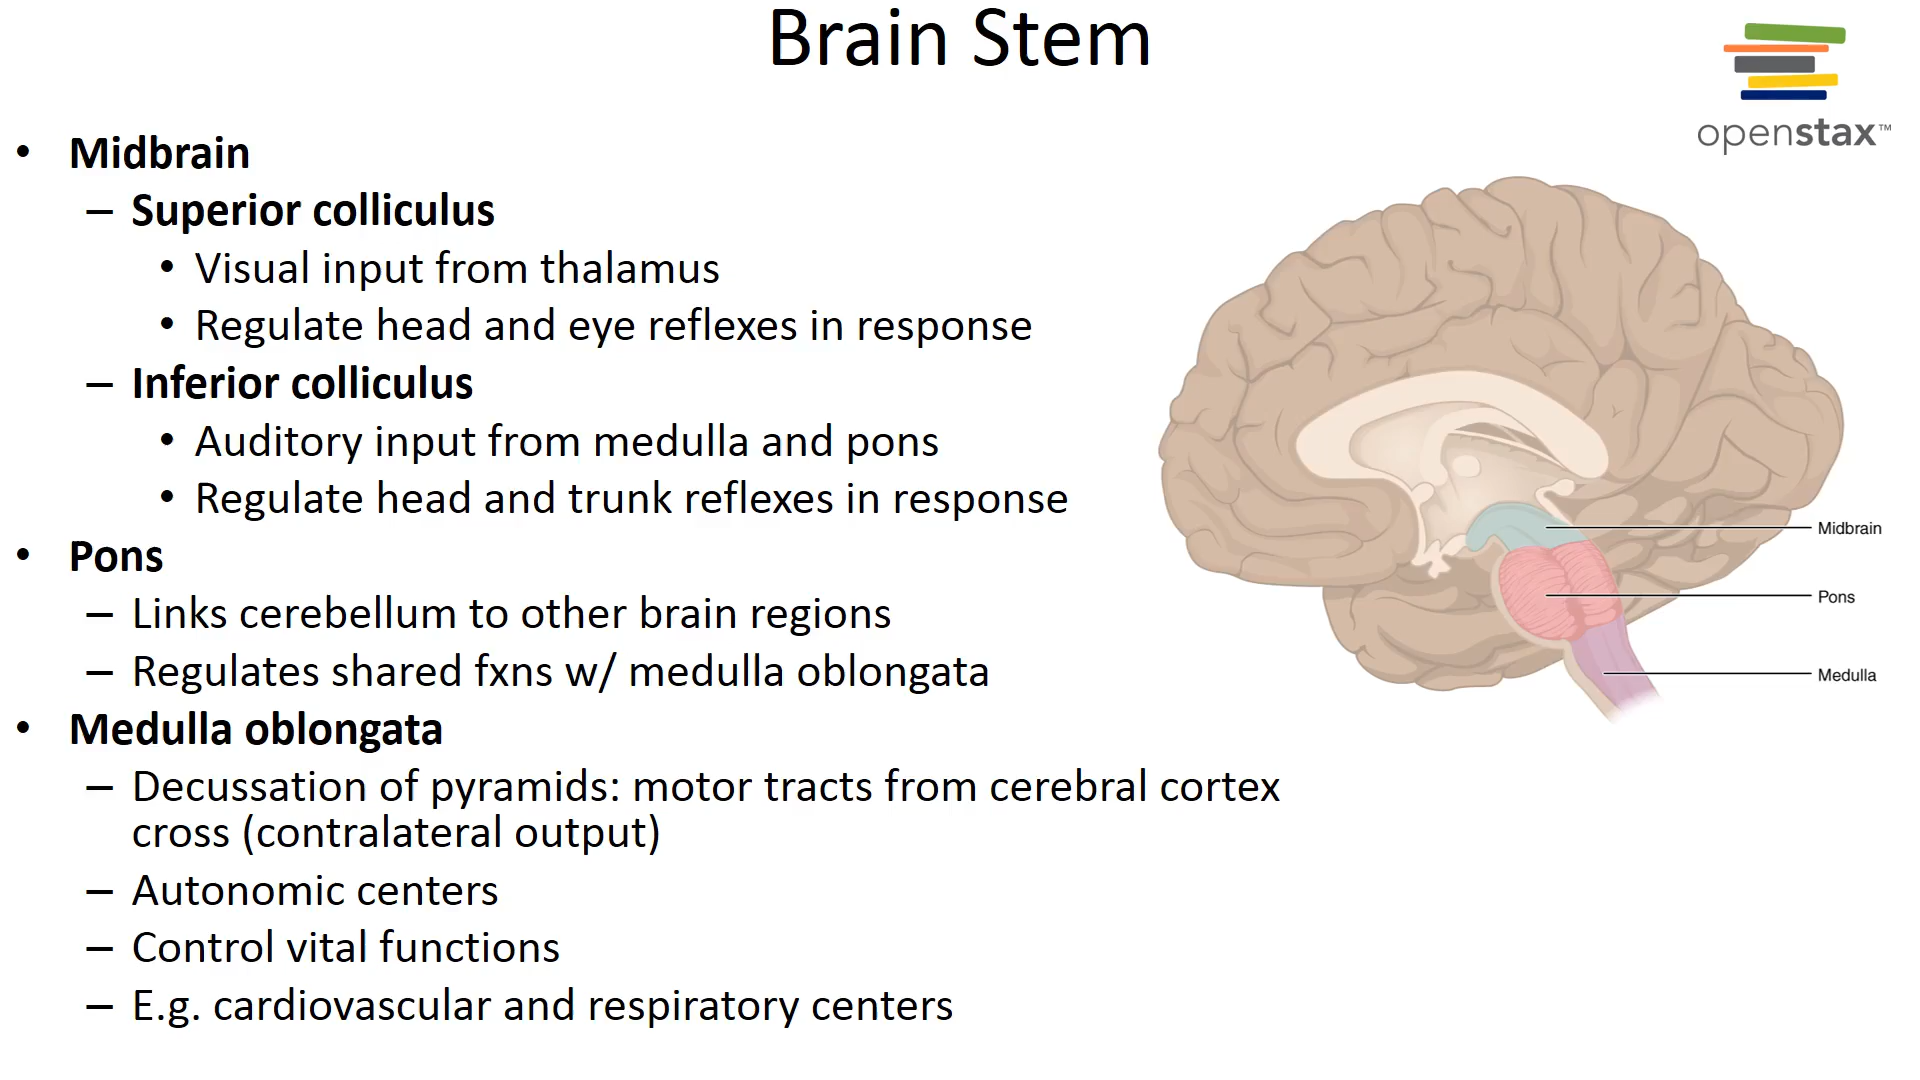 Brain Stem
openstax™
• Midbrain
– Superior colliculus
• Visual input from thalamus
• Regulate head and eye reflexes in response
– Inferior colliculus
• Auditory input from medulla and pons
• Regulate head and trunk reflexes in response
• Pons
– Links cerebellum to other brain regions
– Regulates shared fxns w/ medulla oblongata
• Medulla oblongata
– Decussation of pyramids: motor tracts from cerebral cortex
cross (contralateral output)
– Autonomic centers
– Control vital functions
– E.g. cardiovascular and respiratory centers
Midbrain
Pons
Medulla